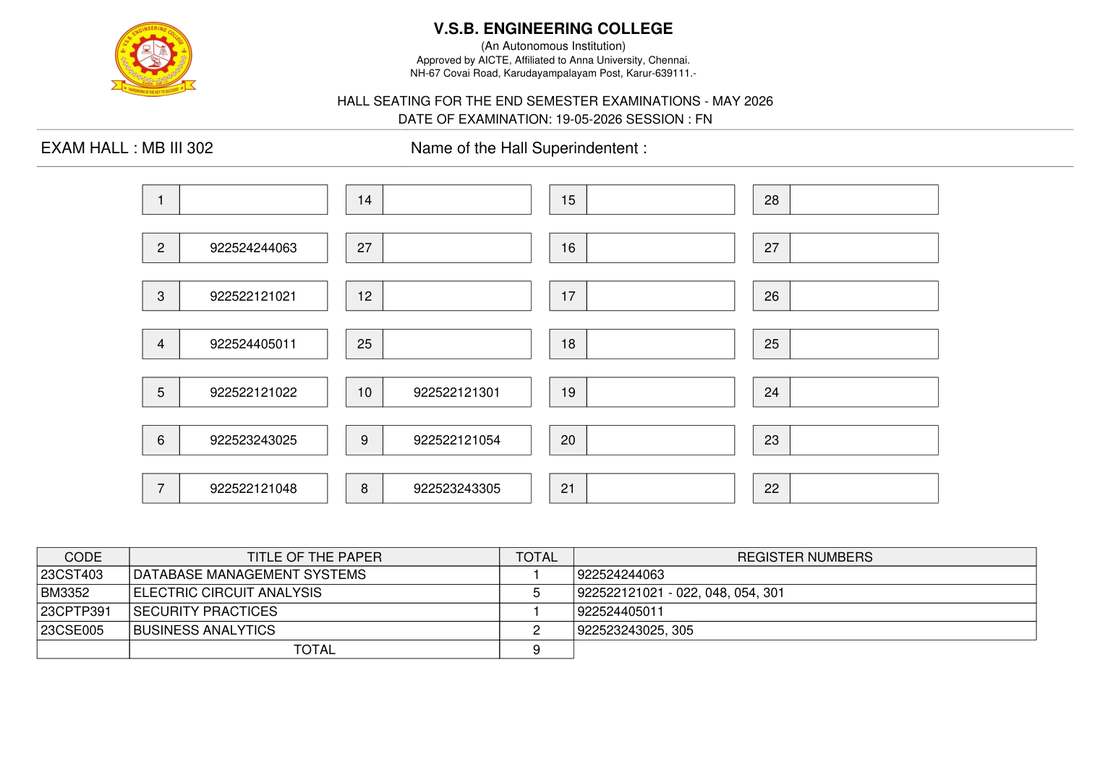 V.S.B. ENGINEERING COLLEGE
(An Autonomous Institution)
Approved by AICTE, Affiliated to Anna University, Chennai.
NH-67 Covai Road, Karudayampalayam Post, Karur-639111.-
HALL SEATING FOR THE END SEMESTER EXAMINATIONS - MAY 2026
DATE OF EXAMINATION: 19-05-2026 SESSION : FN
EXAM HALL : MB III 302 Name of the Hall Superindentent :
1 14 15 28
2 922524244063 27 16 27
3 922522121021 12 17 26
4 922524405011 25 18 25
5 922522121022 10 922522121301 19 24
6 922523243025 9 922522121054 20 23
7 922522121048 8 922523243305 21 22
CODE TITLE OF THE PAPER TOTAL REGISTER NUMBERS
23CST403 DATABASE MANAGEMENT SYSTEMS 1 922524244063
BM3352 ELECTRIC CIRCUIT ANALYSIS 5 922522121021 - 022, 048, 054, 301
23CPTP391 SECURITY PRACTICES 1 922524405011
23CSE005 BUSINESS ANALYTICS 2 922523243025, 305
TOTAL 9